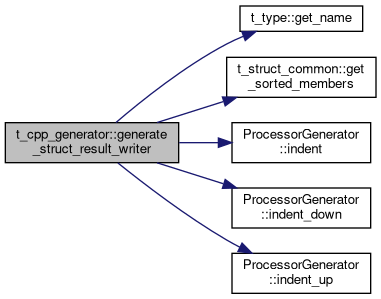 t_type::get_name
t_struct_common::get
_sorted_members
t_cpp_generator::generate
_struct_result_writer
ProcessorGenerator
::indent
ProcessorGenerator
::indent_down
ProcessorGenerator
::indent_up